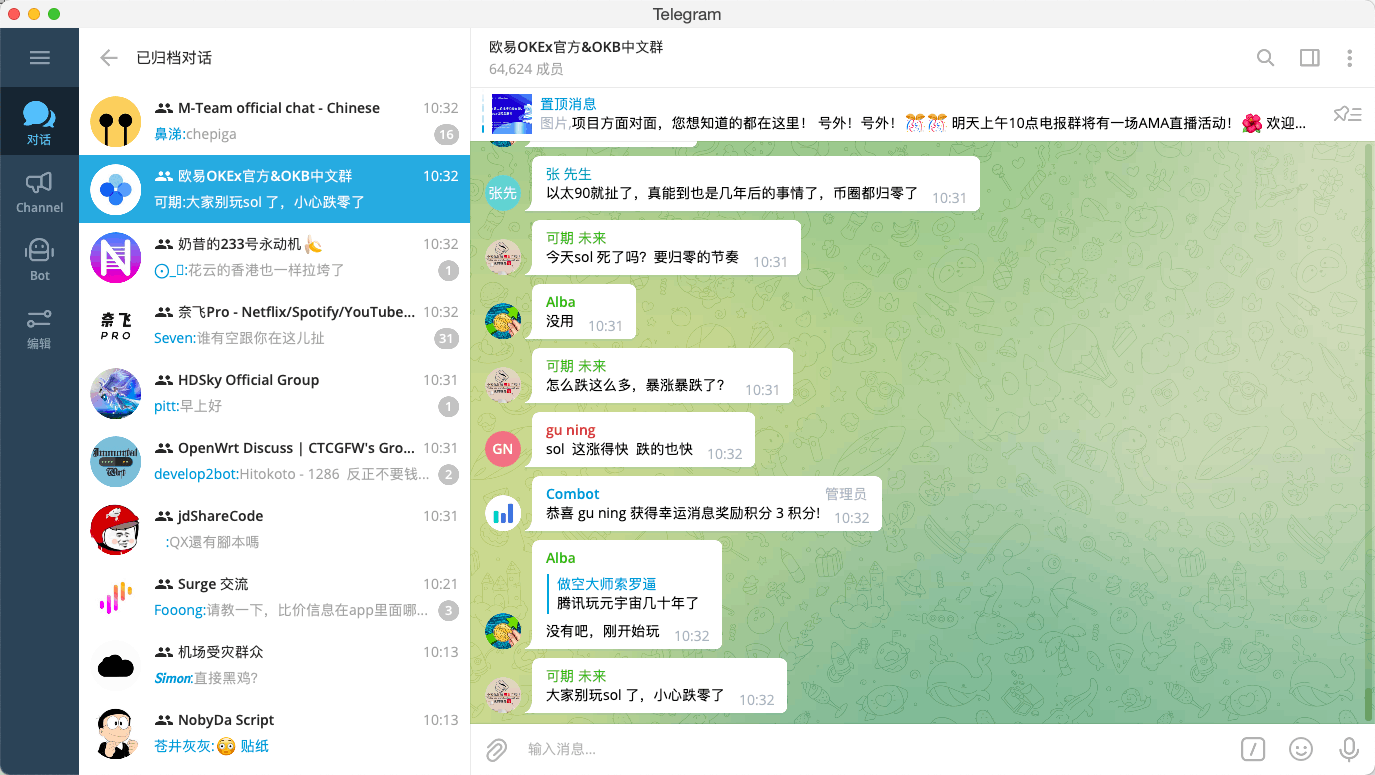 Telegram
对话
Channel
Bot
编辑
已归档对话
M-Team official chat - Chinese 10:32
鼻涕:chepiga 16
欧易OKEx官方&OKB中文群 10:32
可期:大家别玩sol 了，小心跌零了
奶昔的233号永动机🍌 10:32
花云的香港也一样拉垮了 1
奈飞Pro - Netflix/Spotify/YouTube... 10:32
Seven:谁有空跟你在这儿扯 31
奈飞
PRO
HDSky Official Group 10:31
pitt:早上好 1
OpenWrt Discuss | CTCGFW's Gro... 10:31
develop2bot:Hitokoto - 1286 反正不要钱... 2
Immortal
Wrt
jdShareCode 10:31
:QX還有腳本嗎
Surge 交流 10:21
Fooong:请教一下，比价信息在app里面哪... 3
机场受灾群众 10:13
Simon:直接黑鸡?
NobyDa Script 10:13
苍井灰灰:😳 贴纸
欧易OKEx官方&OKB中文群
64,624 成员
置顶消息
图片,项目方面对面，您想知道的都在这里！ 号外！号外！🎊🎊 明天上午10点电报群将有一场AMA直播活动！🌺 欢迎...
张先
张 先生
以太90就扯了，真能到也是几年后的事情了，币圈都归零了 10:31
可期 未来
今天sol 死了吗？要归零的节奏 10:31
Alba
没用 10:31
可期 未来
怎么跌这么多，暴涨暴跌了？ 10:31
GN
gu ning
sol 这涨得快 跌的也快 10:32
Combot 管理员
恭喜 gu ning 获得幸运消息奖励积分 3 积分! 10:32
Alba
做空大师索罗逼
腾讯玩元宇宙几十年了
没有吧，刚开始玩 10:32
可期 未来
大家别玩sol 了，小心跌零了 10:32
输入消息...